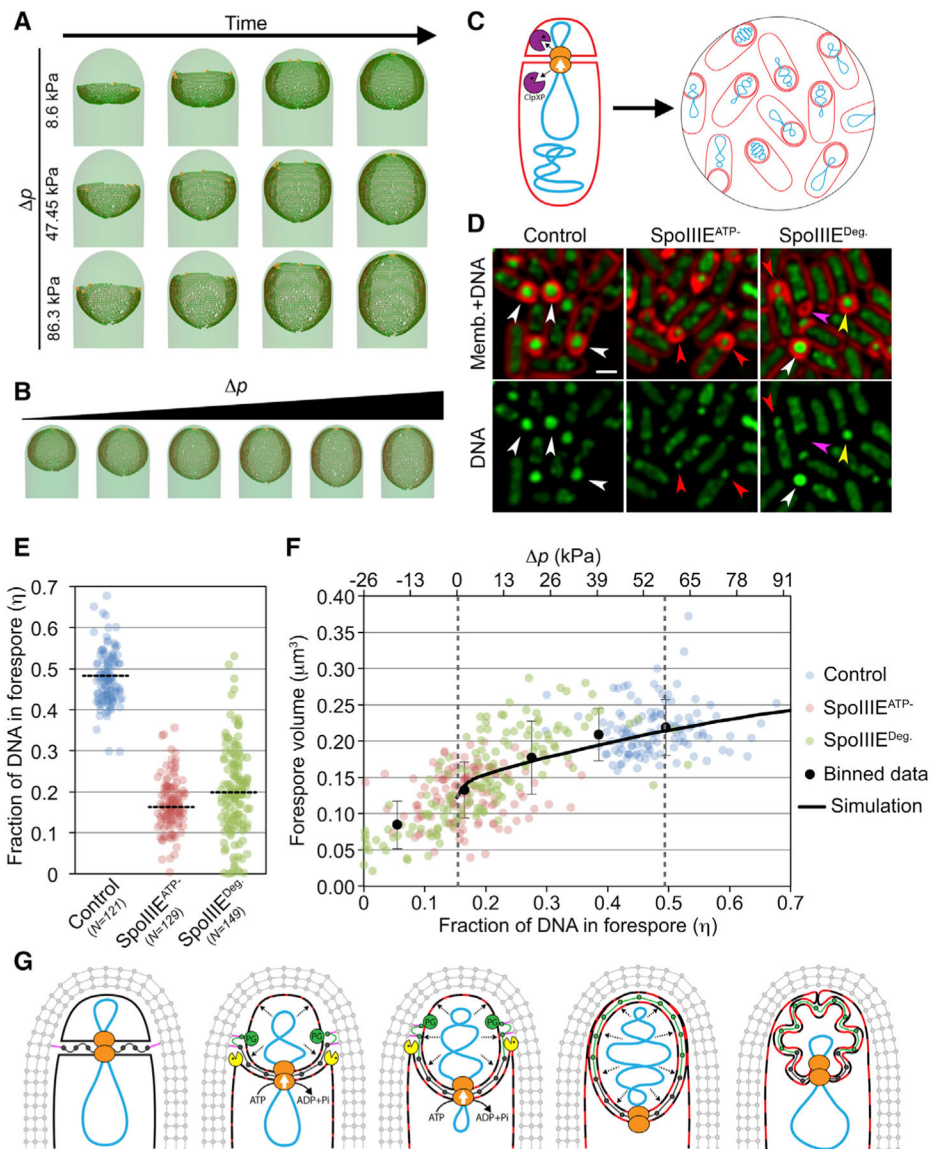 A
Time
Δp
8.6 kPa
47.45 kPa
86.3 kPa
B
Δp
C
ClpXP
D
Control
SpoIIIE^ATP-
SpoIIIE^Deg.
Memb.+DNA
DNA
E
Fraction of DNA in forespore (η)
0.7
0.6
0.5
0.4
0.3
0.2
0.1
0
Control
(N=121)
SpoIIIE^ATP-
(N=129)
SpoIIIE^Deg.
(N=149)
F
Δp (kPa)
-26 -13 0 13 26 39 52 65 78 91
Forespore volume (μm³)
0.40
0.35
0.30
0.25
0.20
0.15
0.10
0.05
0.00
0 0.1 0.2 0.3 0.4 0.5 0.6 0.7
Fraction of DNA in forespore (η)
Control
SpoIIIE^ATP-
SpoIIIE^Deg.
Binned data
Simulation
G
PG PG
ATP ADP+Pi
PG PG
ATP ADP+Pi